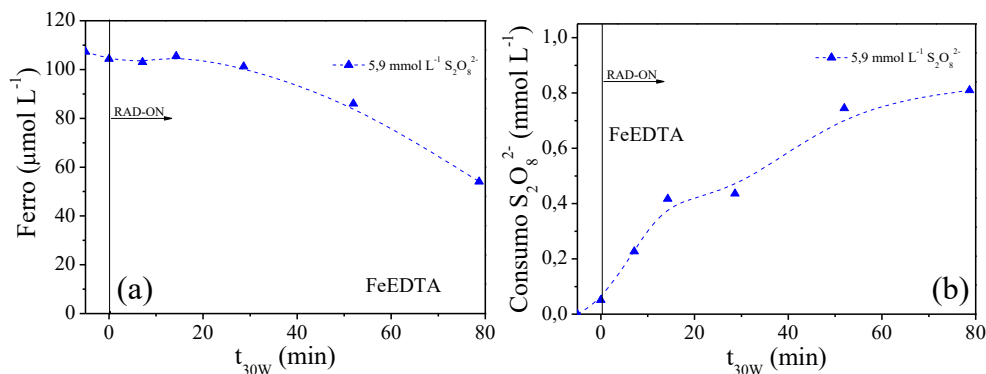 120
100
80
60
40
20
0
Ferro (μmol L⁻¹)
5,9 mmol L⁻¹ S₂O₈²⁻
RAD-ON
(a)
FeEDTA
0 20 40 60 80
t₃₀W (min)
1,0
0,8
0,6
0,4
0,2
0,0
Consumo S₂O₈²⁻ (mmol L⁻¹)
5,9 mmol L⁻¹ S₂O₈²⁻
RAD-ON
FeEDTA
(b)
0 20 40 60 80
t₃₀W (min)